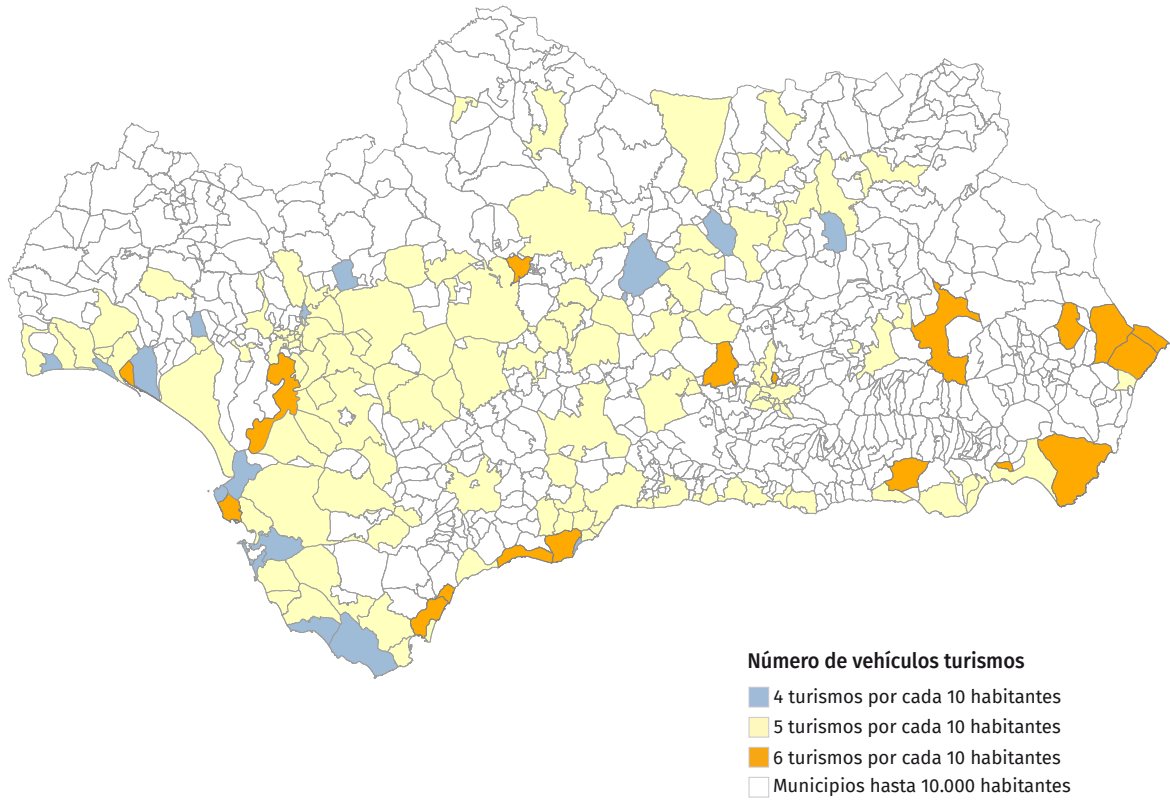 Número de vehículos turismos
4 turismos por cada 10 habitantes
5 turismos por cada 10 habitantes
6 turismos por cada 10 habitantes
Municipios hasta 10.000 habitantes